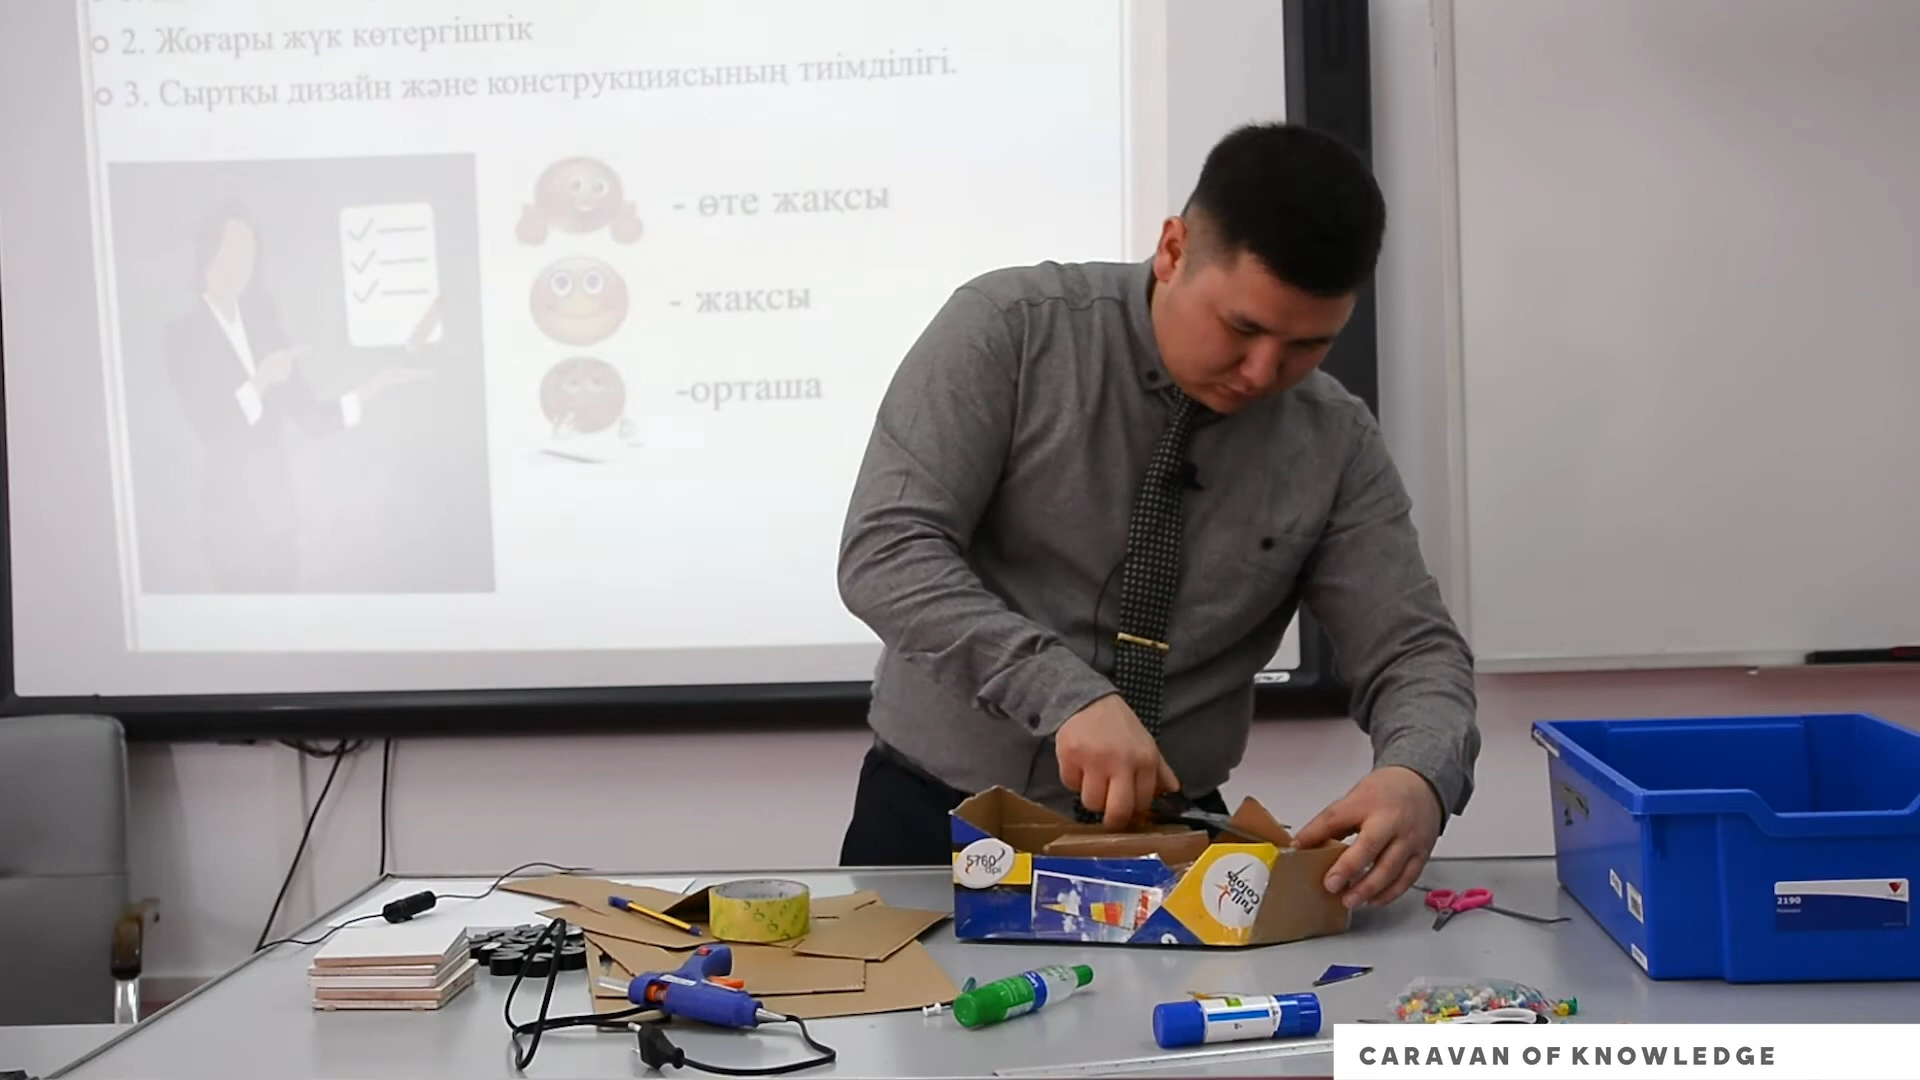 2. Жоғары жүк көтергіштік
3. Сыртқы дизайн және конструкциясының тиімділігі.
- өте жақсы
- жақсы
-орташа
5760
dpi
Full
Colors
2190
CARAVAN OF KNOWLEDGE